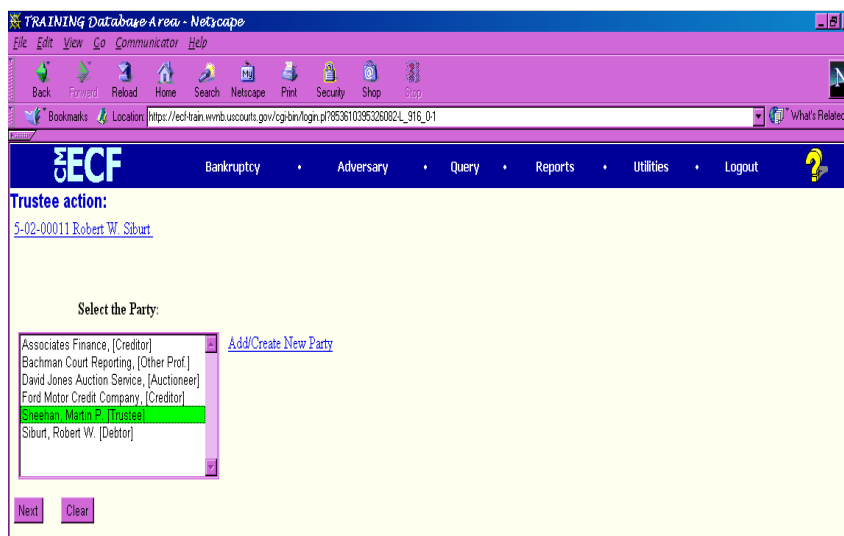 TRAINING Database Area - Netscape
File Edit View Go Communicator Help
Back Forward Reload Home Search Netscape Print Security Shop Stop
Bookmarks Location: https://ecf-train.wvnb.uscourts.gov/cgi-bin/login.pl?853610395326082-L_916_0-1 What's Related
CM ECF Bankruptcy • Adversary • Query • Reports • Utilities • Logout ?
Trustee action:
5-02-00011 Robert W. Siburt
Select the Party:
Associates Finance, [Creditor] Add/Create New Party
Bachman Court Reporting, [Other Prof.]
David Jones Auction Service, [Auctioneer]
Ford Motor Credit Company, [Creditor]
Sheehan, Martin P. [Trustee]
Siburt, Robert W. [Debtor]
Next Clear